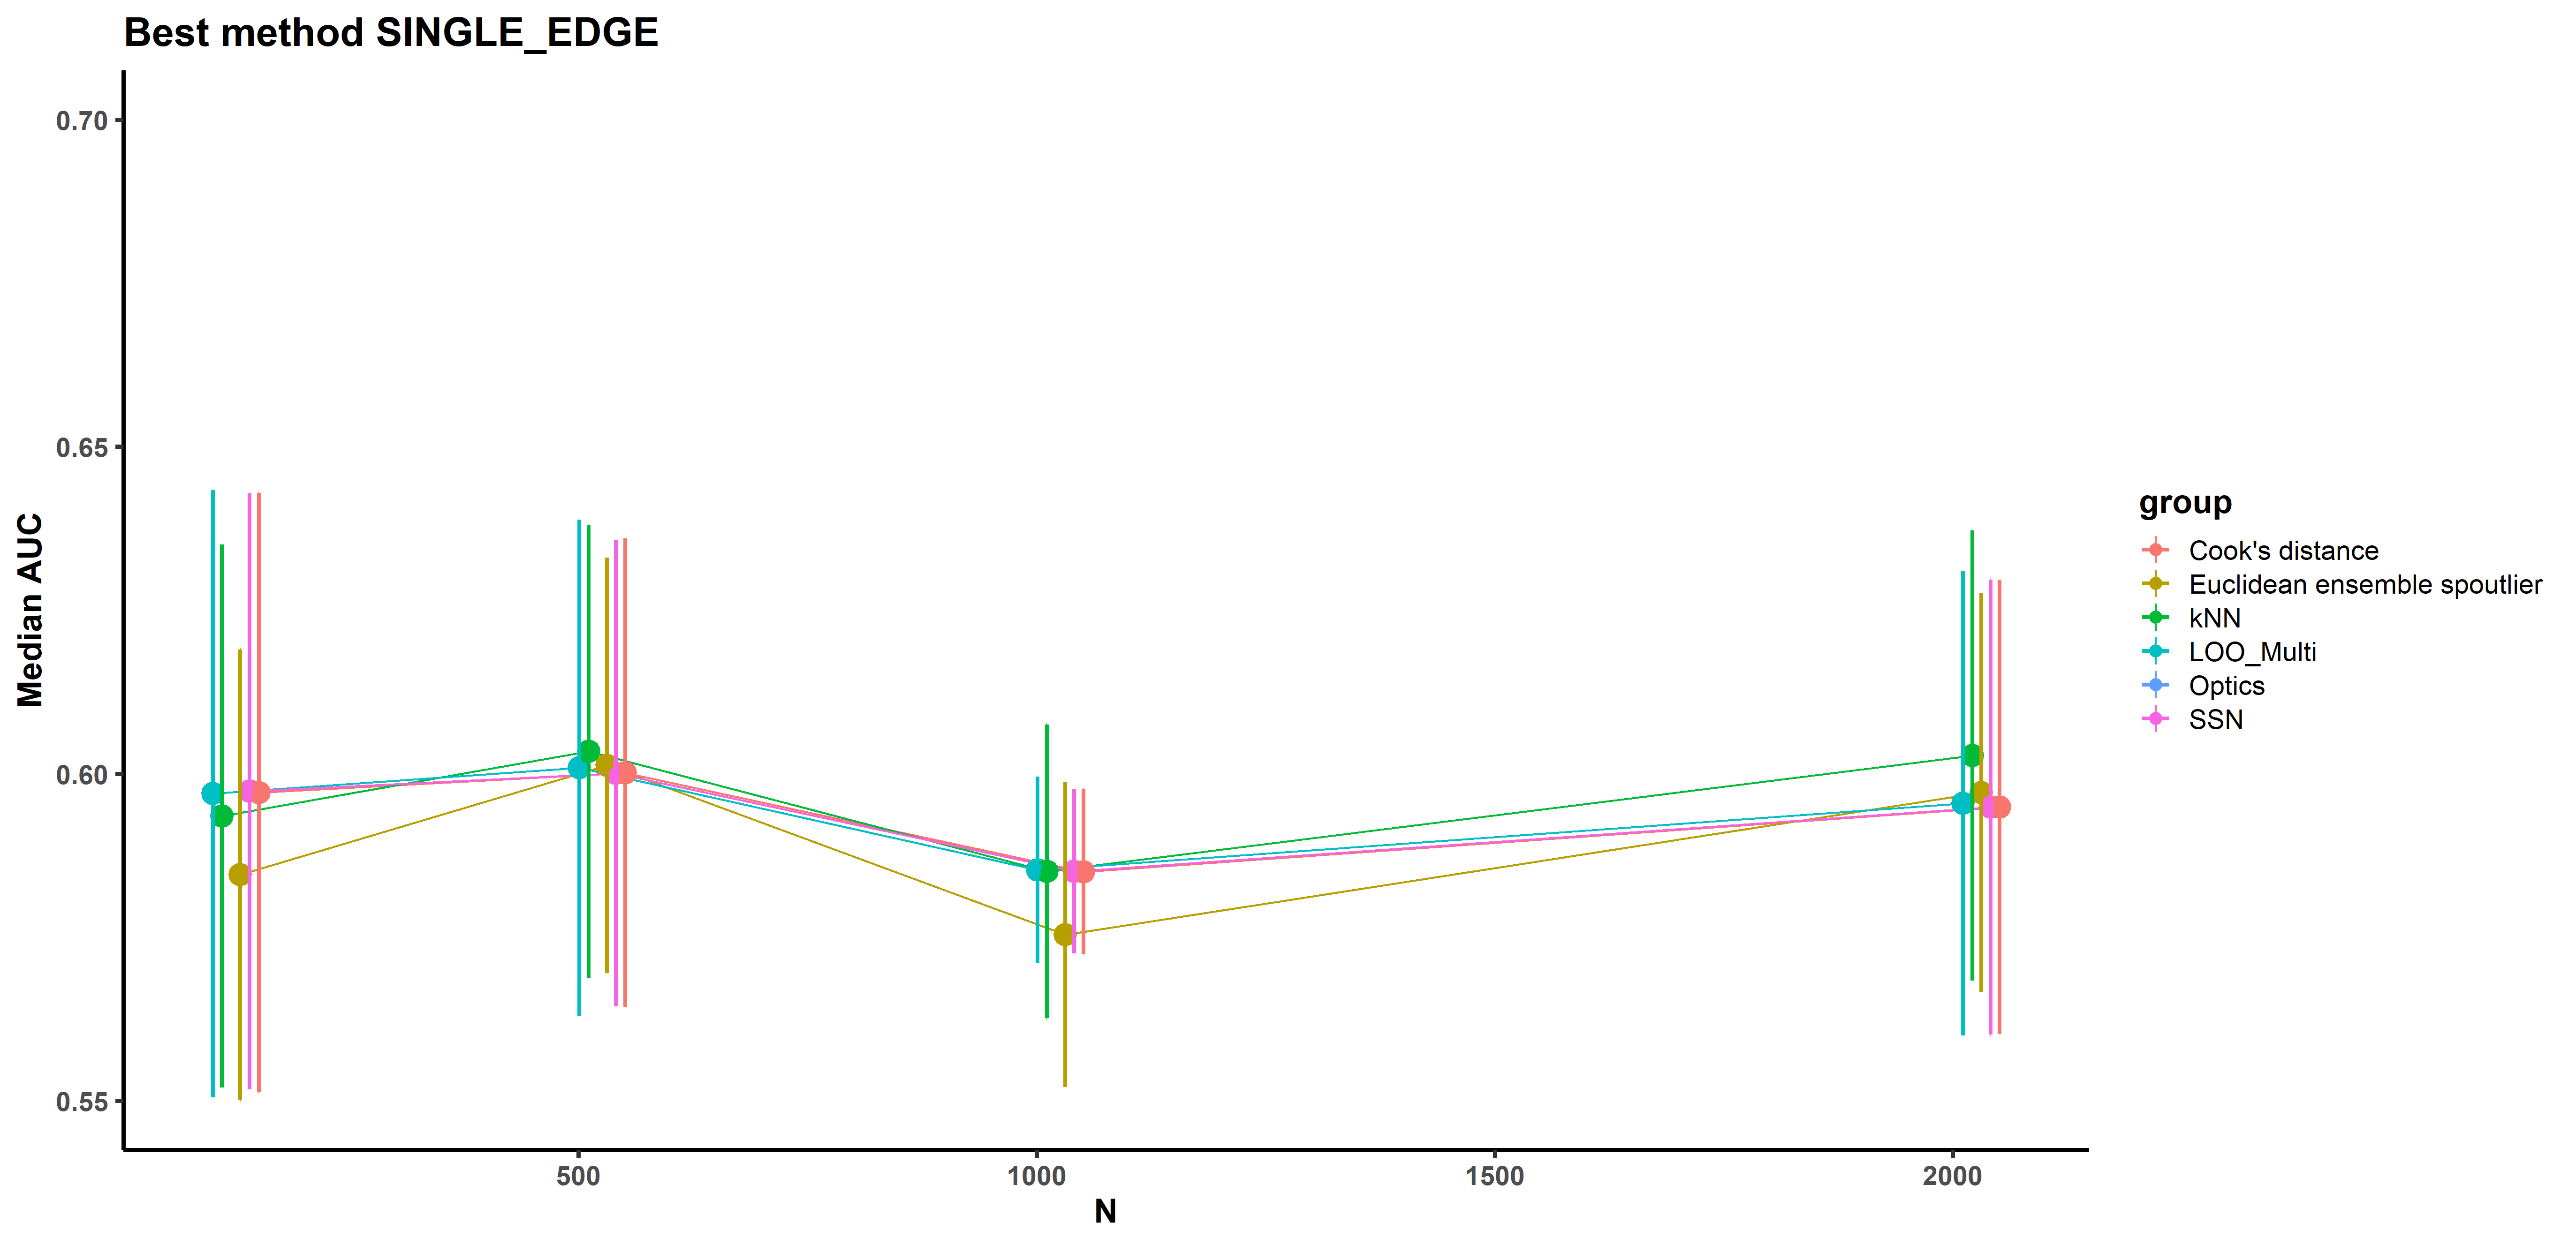 Best method SINGLE_EDGE
0.70
0.65
0.60
0.55
Median AUC
500
1000
1500
2000
N
group
Cook's distance
Euclidean ensemble spoutlier
kNN
LOO_Multi
Optics
SSN